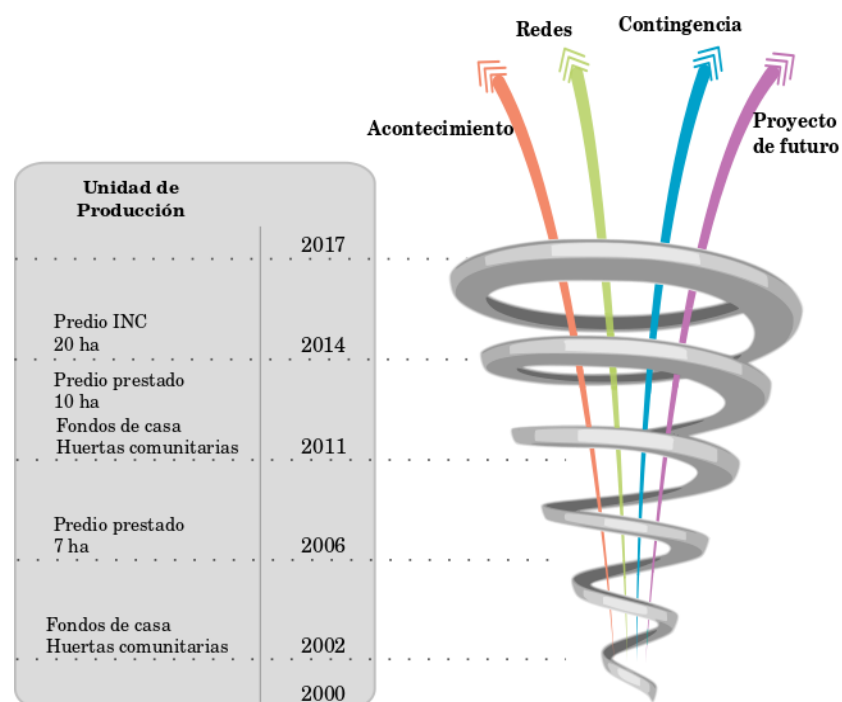 Redes
Contingencia
Acontecimiento
Proyecto
de futuro
Unidad de
Producción
2017
Predio INC
20 ha
2014
Predio prestado
10 ha
Fondos de casa
Huertas comunitarias
2011
Predio prestado
7 ha
2006
Fondos de casa
Huertas comunitarias
2002
2000